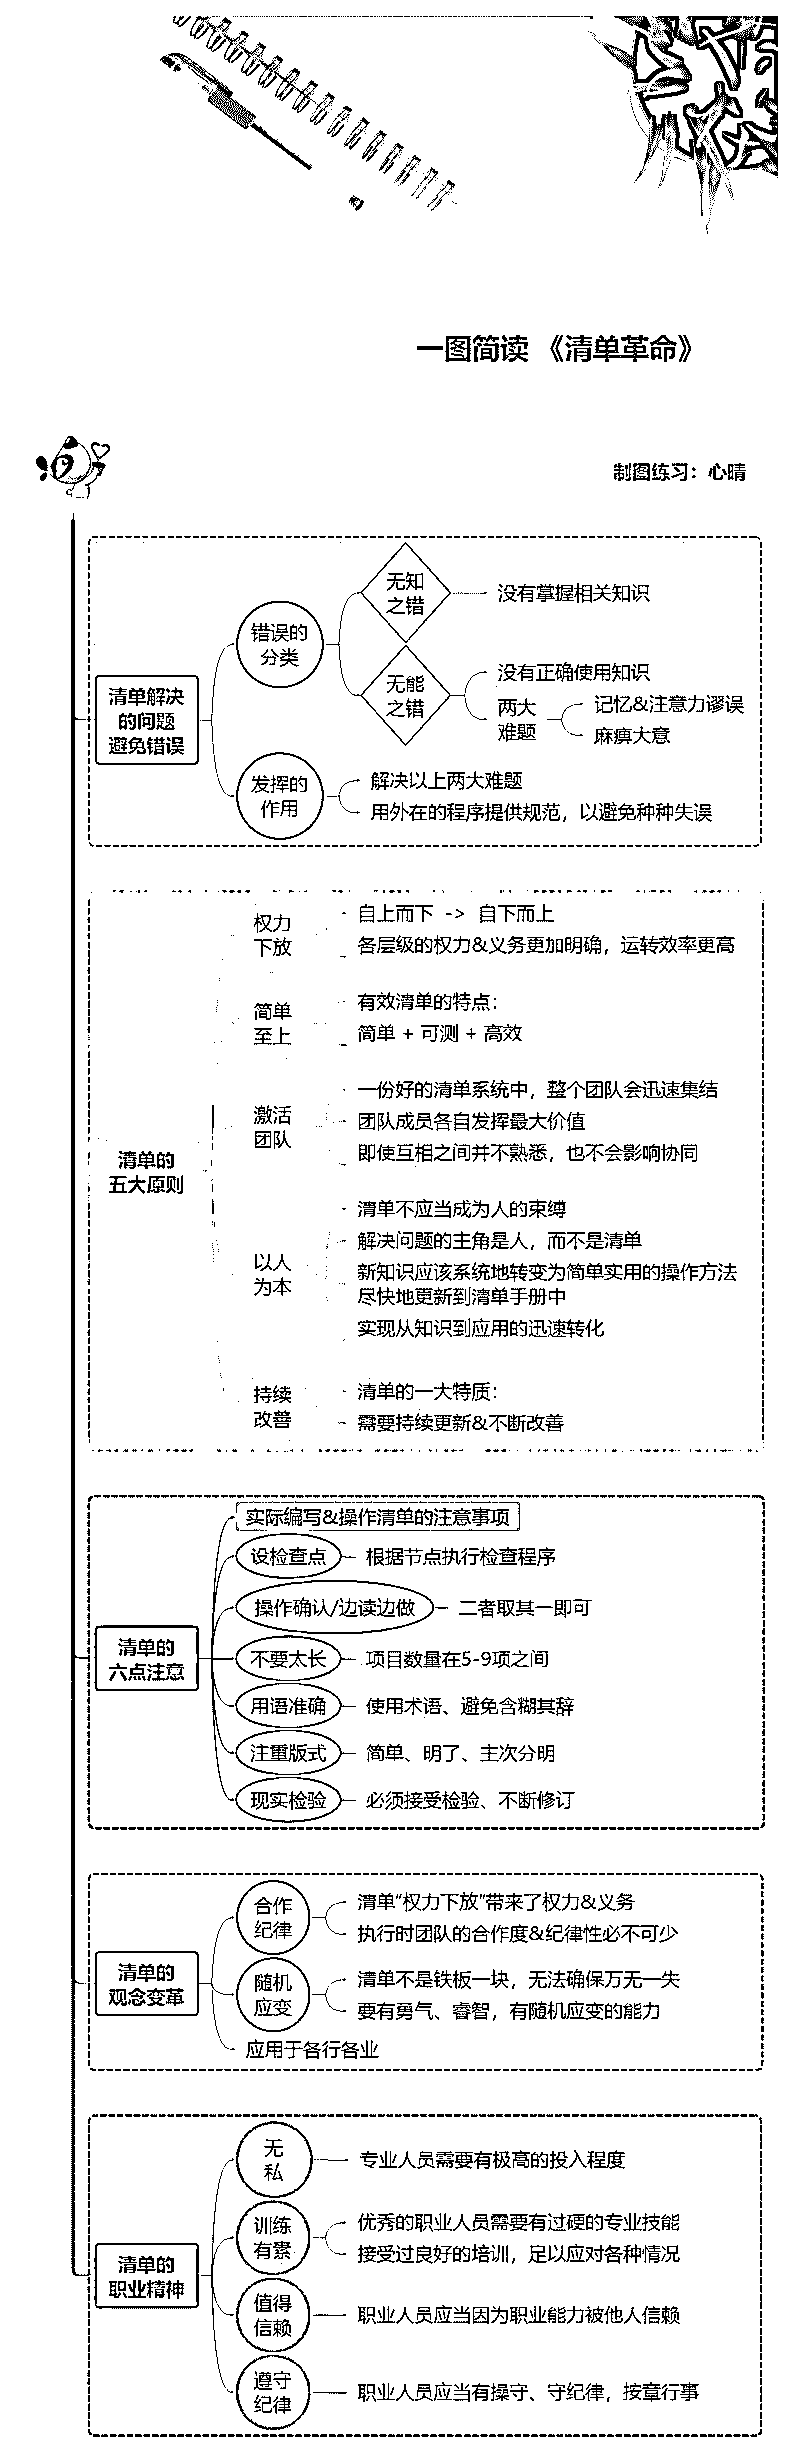 一图简读 《清单革命》
制图练习：心晴
清单解决
的问题
避免错误
错误的
分类
无知
之错
没有掌握相关知识
无能
之错
没有正确使用知识
两大
难题
记忆&注意力谬误
麻痹大意
发挥的
作用
解决以上两大难题
用外在的程序提供规范，以避免种种失误
清单的
五大原则
权力
下放
自上而下 -> 自下而上
各层级的权力&义务更加明确，运转效率更高
简单
至上
有效清单的特点：
简单 + 可测 + 高效
激活
团队
一份好的清单系统中，整个团队会迅速集结
团队成员各自发挥最大价值
即使互相之间并不熟悉，也不会影响协同
以人
为本
清单不应当成为人的束缚
解决问题的主角是人，而不是清单
新知识应该系统地转变为简单实用的操作方法
尽快地更新到清单手册中
实现从知识到应用的迅速转化
持续
改善
清单的一大特质：
需要持续更新&不断改善
清单的
六点注意
实际编写&操作清单的注意事项
设检查点
根据节点执行检查程序
操作确认/边读边做
二者取其一即可
不要太长
项目数量在5-9项之间
用语准确
使用术语、避免含糊其辞
注重版式
简单、明了、主次分明
现实检验
必须接受检验、不断修订
清单的
观念变革
合作
纪律
清单“权力下放”带来了权力&义务
执行时团队的合作度&纪律性必不可少
随机
应变
清单不是铁板一块，无法确保万无一失
要有勇气、睿智，有随机应变的能力
应用于各行各业
清单的
职业精神
无
私
专业人员需要有极高的投入程度
训练
有素
优秀的职业人员需要有过硬的专业技能
接受过良好的培训，足以应对各种情况
值得
信赖
职业人员应当因为职业能力被他人信赖
遵守
纪律
职业人员应当有操守、守纪律，按章行事